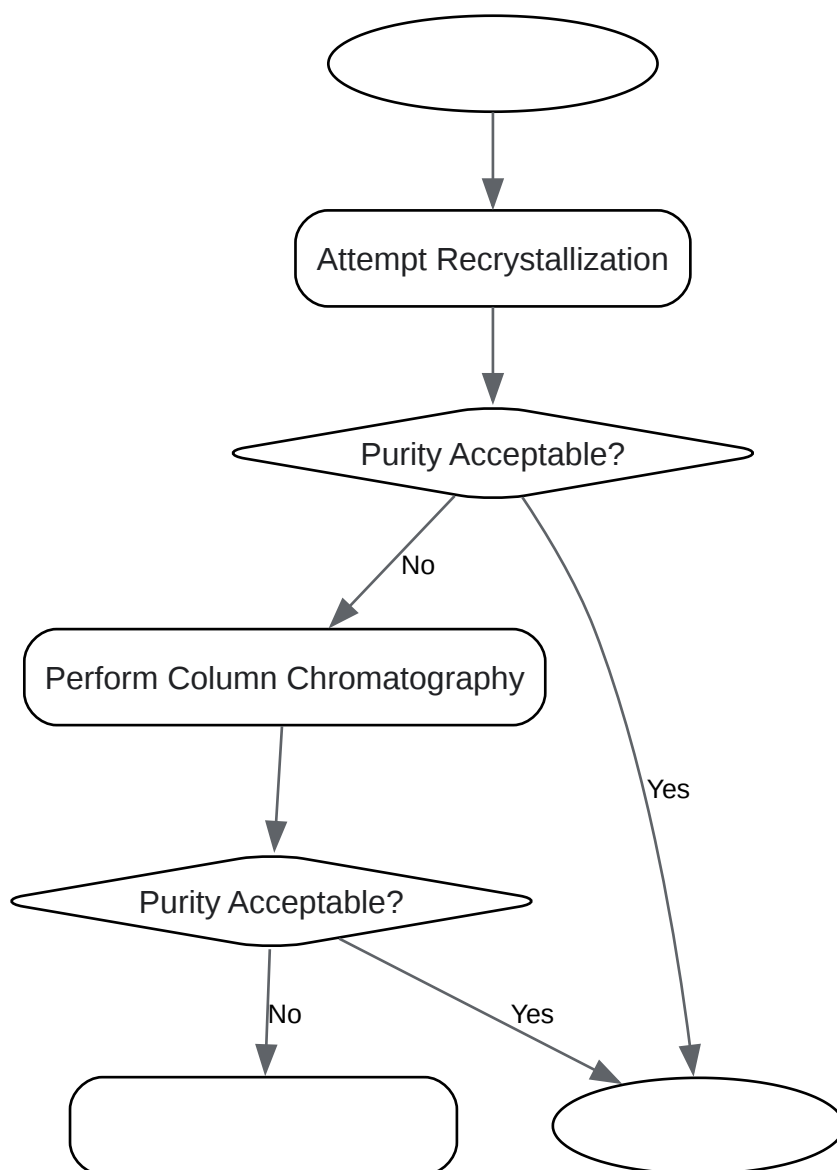 Attempt Recrystallization
Purity Acceptable?
No
Perform Column Chromatography
Yes
Purity Acceptable?
No
Yes